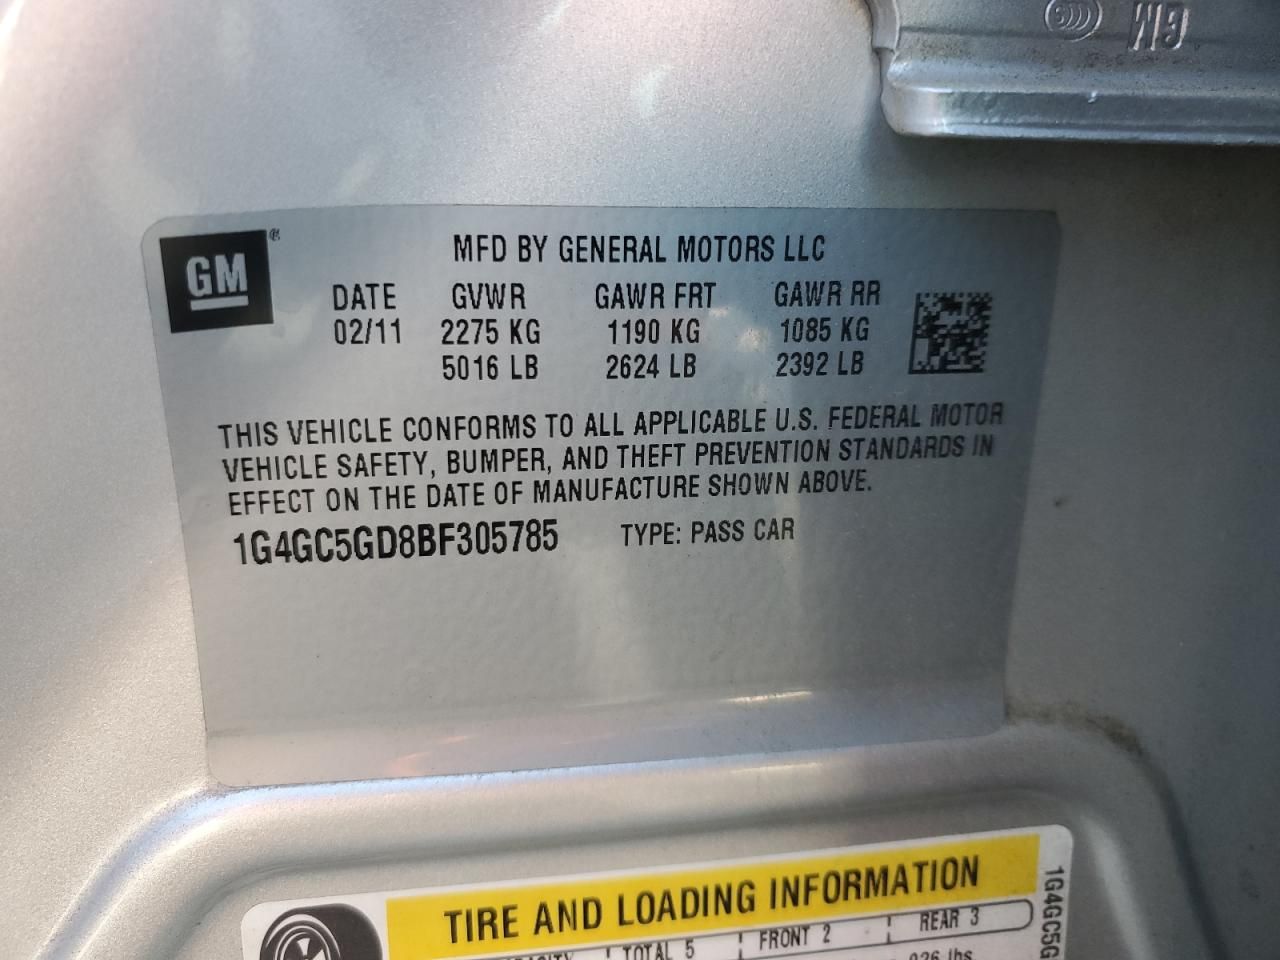 GM
GM ®
MFD BY GENERAL MOTORS LLC
DATE GVWR GAWR FRT GAWR RR
02/11 2275 KG 1190 KG 1085 KG
5016 LB 2624 LB 2392 LB
THIS VEHICLE CONFORMS TO ALL APPLICABLE U.S. FEDERAL MOTOR
VEHICLE SAFETY, BUMPER, AND THEFT PREVENTION STANDARDS IN
EFFECT ON THE DATE OF MANUFACTURE SHOWN ABOVE.
1G4GC5GD8BF305785 TYPE: PASS CAR
TIRE AND LOADING INFORMATION
TOTAL 5 FRONT 2 REAR 3
1G4GC5G